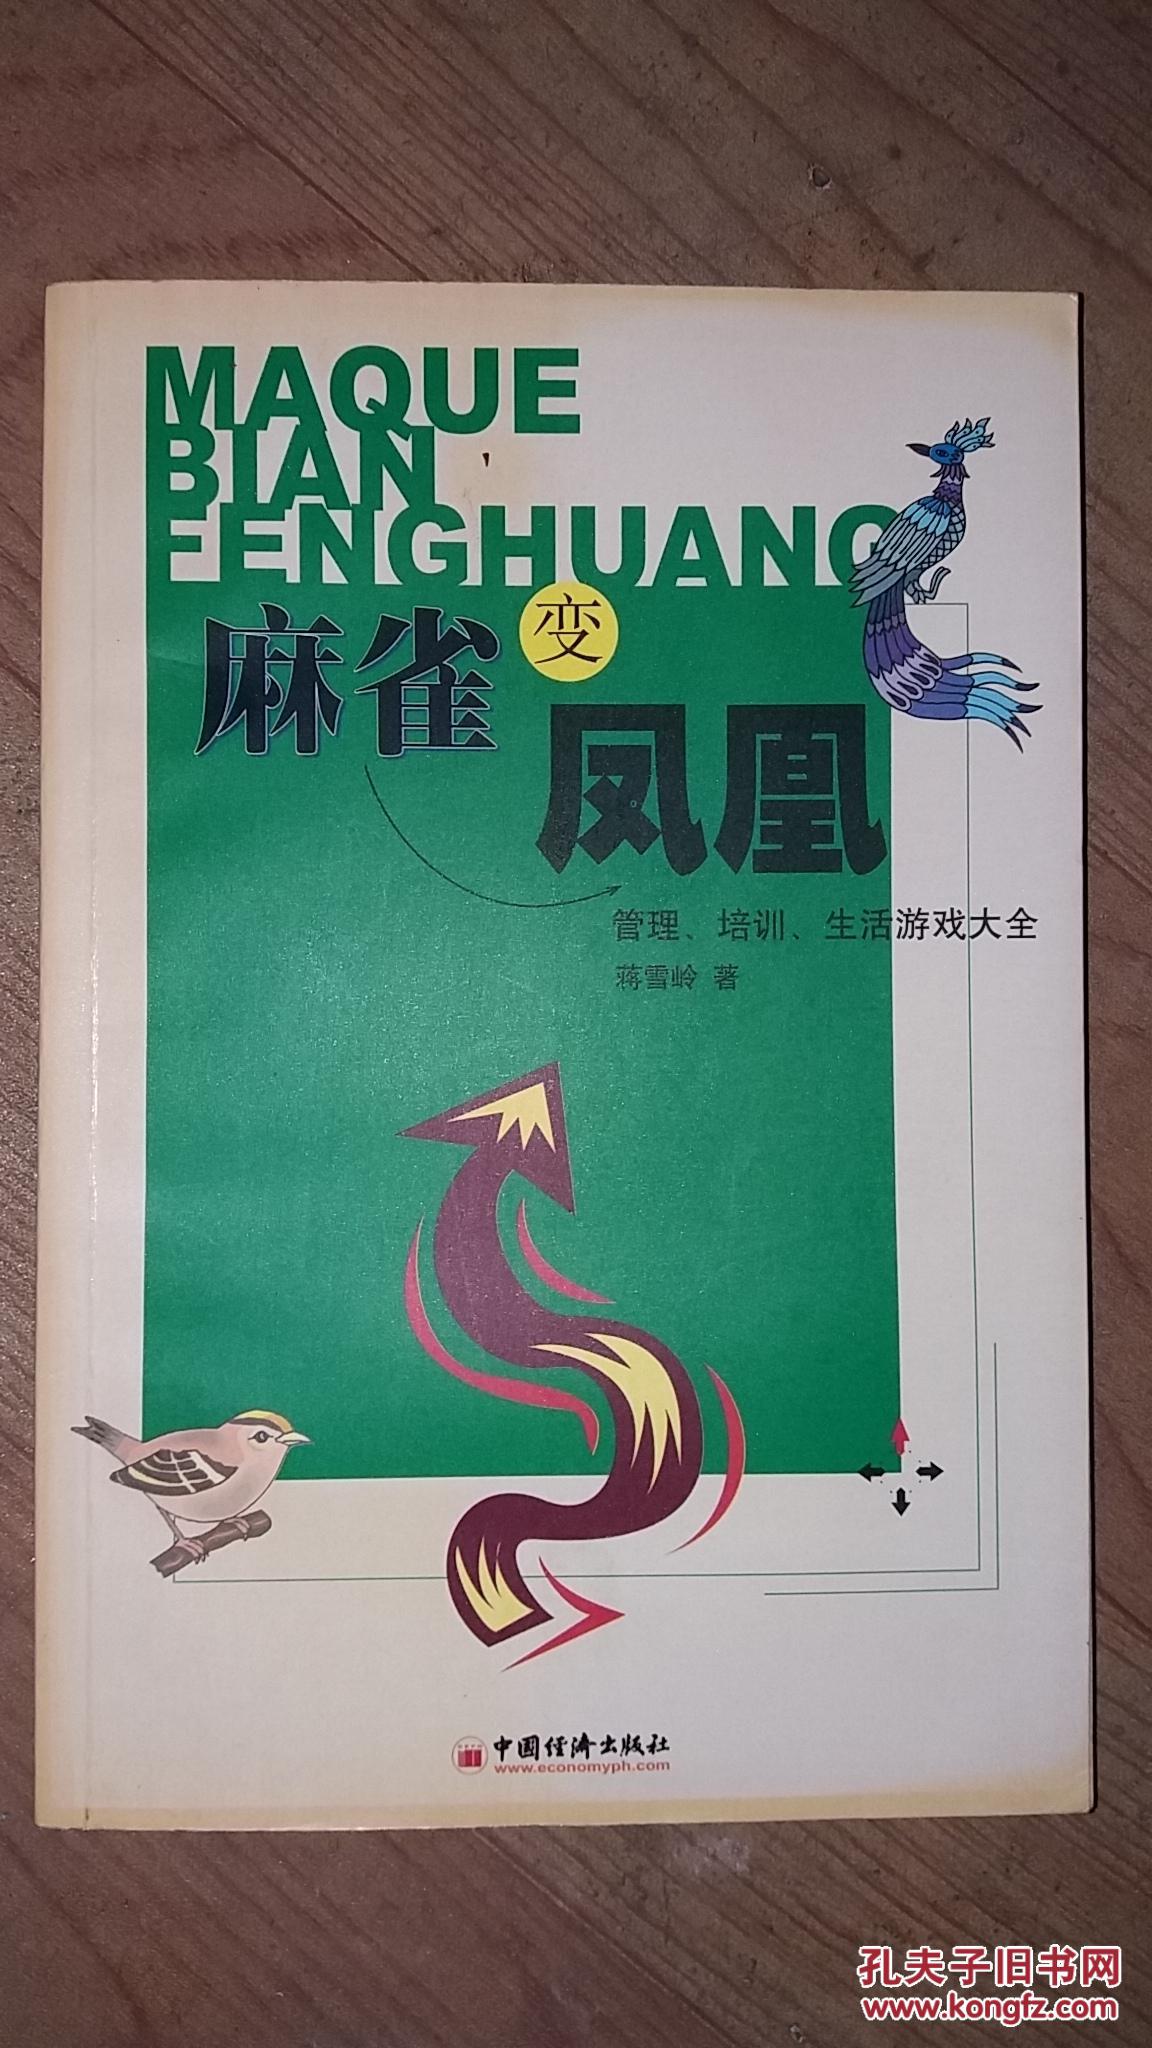 MAQUE
BIAN
FENGHUANG
麻雀变
凤凰
管理、培训、生活游戏大全
蒋雪岭 著
中国经济出版社
www.economyph.com
孔夫子旧书网
www.kongfz.com